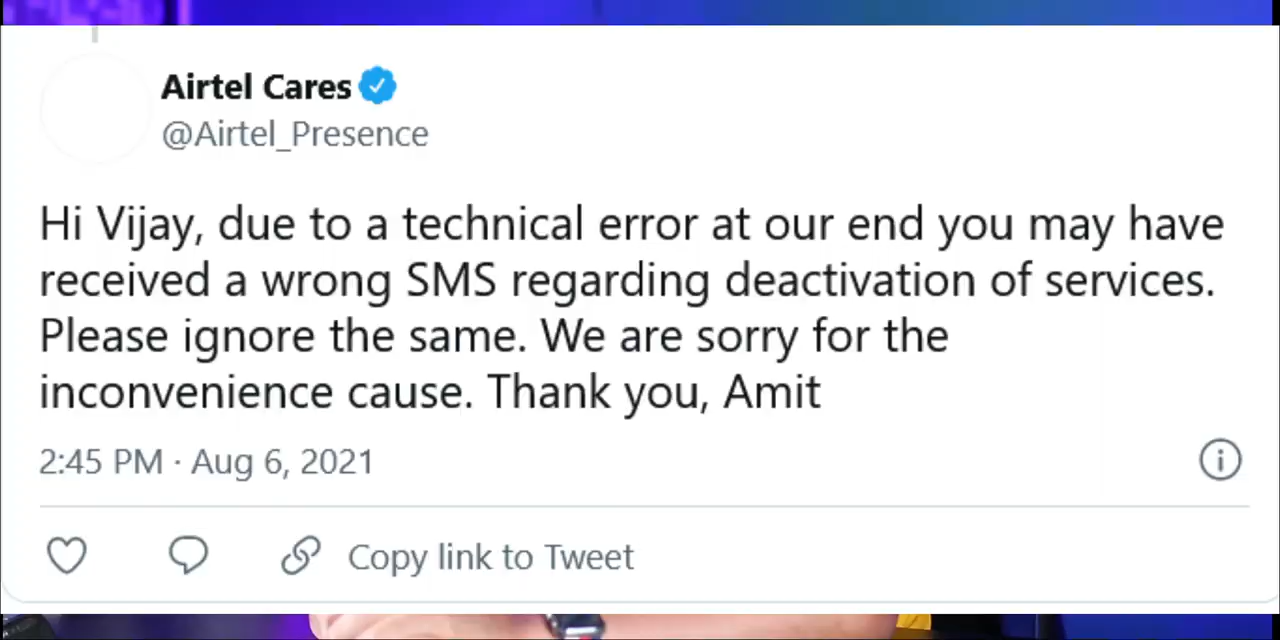 Airtel Cares
@Airtel_Presence
Hi Vijay, due to a technical error at our end you may have
received a wrong SMS regarding deactivation of services.
Please ignore the same. We are sorry for the
inconvenience cause. Thank you, Amit
2:45 PM · Aug 6, 2021
Copy link to Tweet